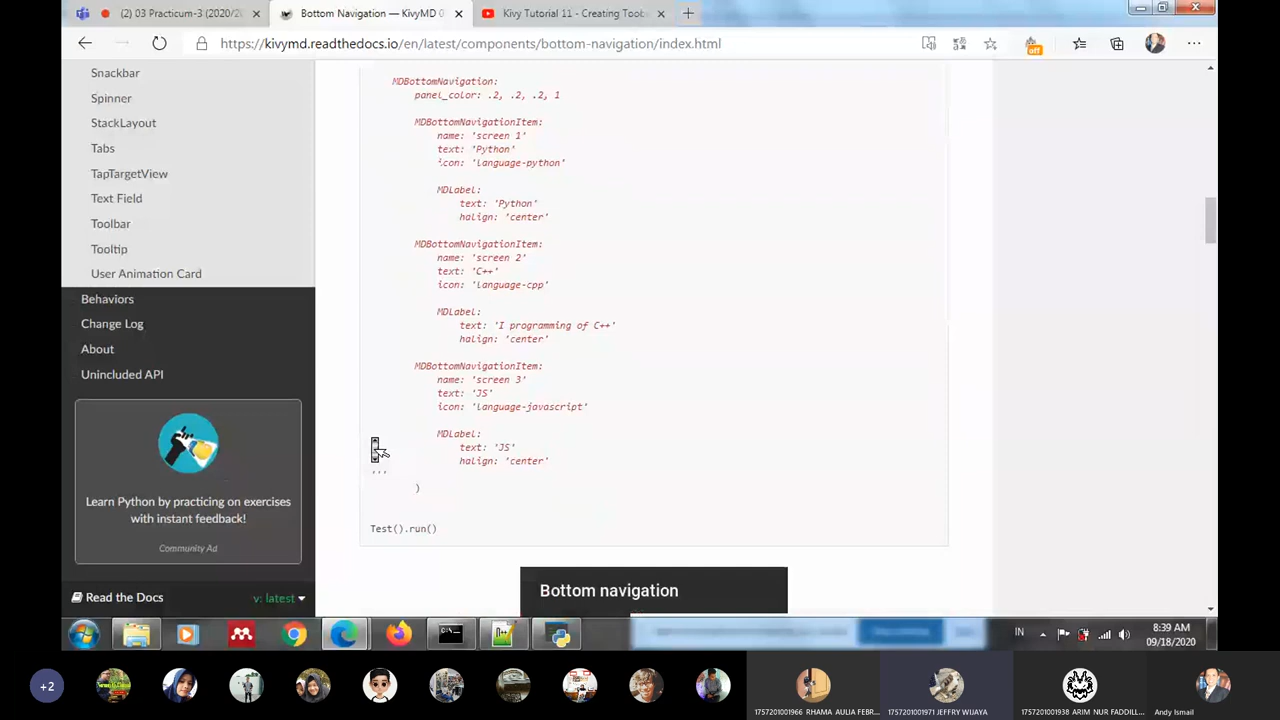 (2) 03 Practicum-3 (2020/2
Bottom Navigation — KivyMD 0
Kivy Tutorial 11 - Creating Toolb
https://kivymd.readthedocs.io/en/latest/components/bottom-navigation/index.html
off
Snackbar
Spinner
StackLayout
Tabs
TapTargetView
Text Field
Toolbar
Tooltip
User Animation Card
Behaviors
Change Log
About
Unincluded API
Learn Python by practicing on exercises
with instant feedback!
Community Ad
Read the Docs
v: latest
MDBottomNavigation:
panel_color: .2, .2, .2, 1
MDBottomNavigationItem:
name: 'screen 1'
text: 'Python'
icon: 'language-python'
MDLabel:
text: 'Python'
halign: 'center'
MDBottomNavigationItem:
name: 'screen 2'
text: 'C++'
icon: 'language-cpp'
MDLabel:
text: 'I programming of C++'
halign: 'center'
MDBottomNavigationItem:
name: 'screen 3'
text: 'JS'
icon: 'language-javascript'
MDLabel:
text: 'JS'
halign: 'center'
'''
)
Test().run()
Bottom navigation
IN
8:39 AM
09/18/2020
+2
1757201001966 RHAMA AULIA FEBR...
1757201001971 JEFFRY WIJAYA
1757201001938 ARIM NUR FADDILL...
Andy Ismail